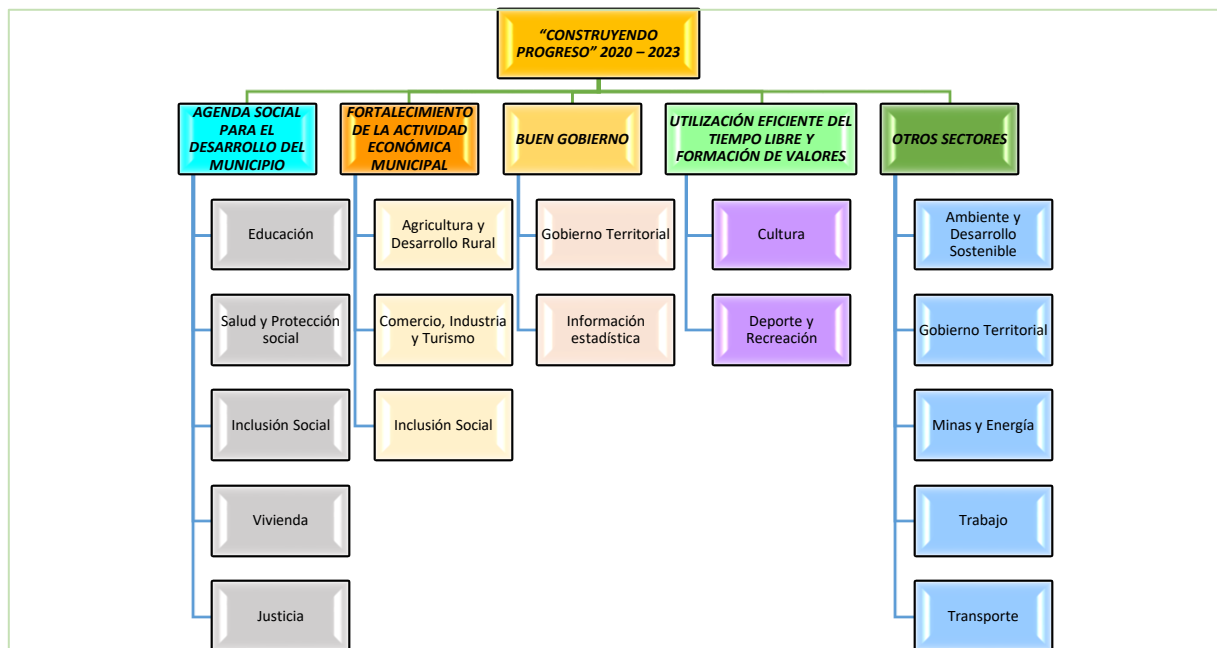 “CONSTRUYENDO
PROGRESO” 2020 – 2023
AGENDA SOCIAL
PARA EL
DESARROLLO DEL
MUNICIPIO
Educación
Salud y Protección
social
Inclusión Social
Vivienda
Justicia
FORTALECIMIENTO
DE LA ACTIVIDAD
ECONÓMICA
MUNICIPAL
Agricultura y
Desarrollo Rural
Comercio, Industria
y Turismo
Inclusión Social
BUEN GOBIERNO
Gobierno Territorial
Información
estadística
UTILIZACIÓN EFICIENTE DEL
TIEMPO LIBRE Y
FORMACIÓN DE VALORES
Cultura
Deporte y
Recreación
OTROS SECTORES
Ambiente y
Desarrollo
Sostenible
Gobierno Territorial
Minas y Energía
Trabajo
Transporte